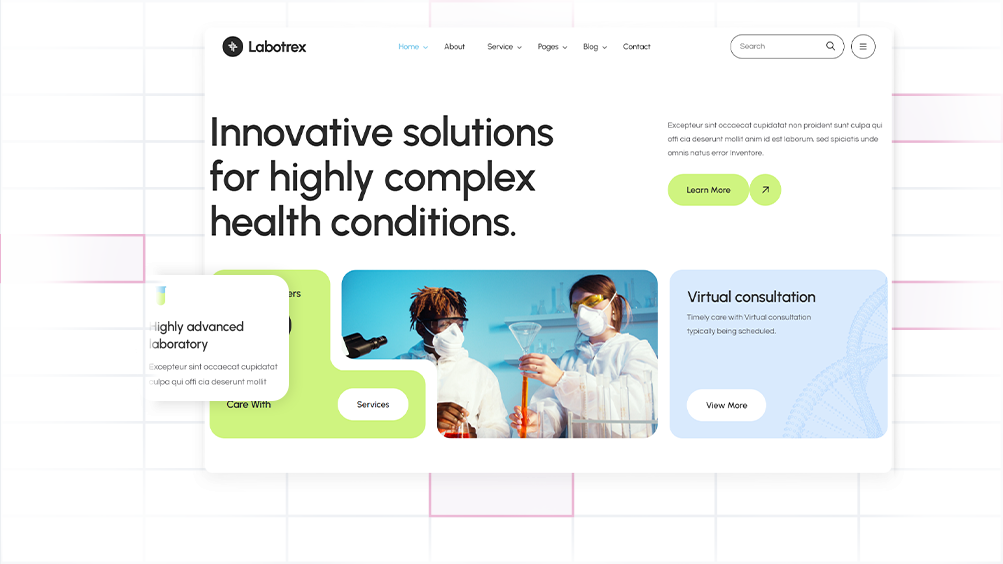 Labotrex
Home
About
Service
Pages
Blog
Contact
Search
Innovative solutions
for highly complex
health conditions.
Excepteur sint occaecat cupidatat non proident sunt culpa qui
offi cia deserunt mollit anim id est laborum, sed spiciatis unde
omnis natus error inventore.
Learn More
Highly advanced
laboratory
Excepteur sint occaecat cupidatat
culpa qui offi cia deserunt mollit
Care With
Services
Virtual consultation
Timely care with Virtual consultation
typically being scheduled.
View More